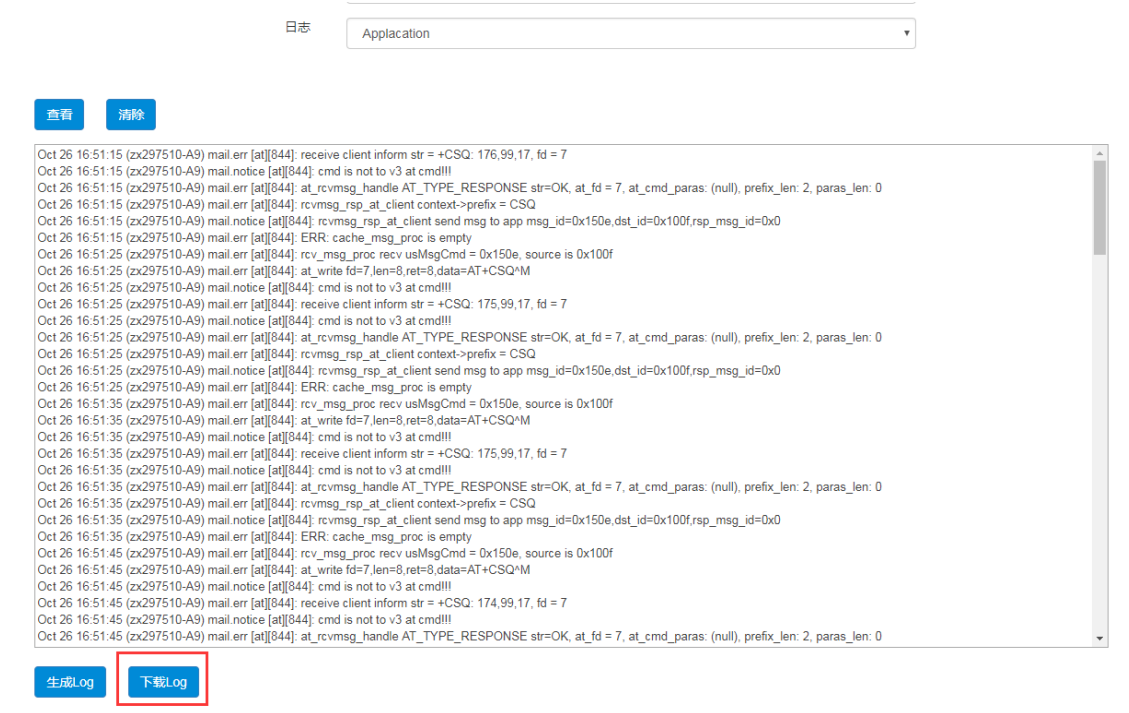 日志
Applacation
查看
清除
Oct 26 16:51:15 (zx297510-A9) mail.err [at][844]: receive client inform str = +CSQ: 176,99,17, fd = 7
Oct 26 16:51:15 (zx297510-A9) mail.notice [at][844]: cmd is not to v3 at cmd!!!
Oct 26 16:51:15 (zx297510-A9) mail.err [at][844]: at_rcvmsg_handle AT_TYPE_RESPONSE str=OK, at_fd = 7, at_cmd_paras: (null), prefix_len: 2, paras_len: 0
Oct 26 16:51:15 (zx297510-A9) mail.err [at][844]: rcvmsg_rsp_at_client context->prefix = CSQ
Oct 26 16:51:15 (zx297510-A9) mail.notice [at][844]: rcvmsg_rsp_at_client send msg to app msg_id=0x150e,dst_id=0x100f,rsp_msg_id=0x0
Oct 26 16:51:15 (zx297510-A9) mail.err [at][844]: ERR: cache_msg_proc is empty
Oct 26 16:51:25 (zx297510-A9) mail.err [at][844]: rcv_msg_proc recv usMsgCmd = 0x150e, source is 0x100f
Oct 26 16:51:25 (zx297510-A9) mail.err [at][844]: at_write fd=7,len=8,ret=8,data=AT+CSQ^M
Oct 26 16:51:25 (zx297510-A9) mail.notice [at][844]: cmd is not to v3 at cmd!!!
Oct 26 16:51:25 (zx297510-A9) mail.err [at][844]: receive client inform str = +CSQ: 175,99,17, fd = 7
Oct 26 16:51:25 (zx297510-A9) mail.notice [at][844]: cmd is not to v3 at cmd!!!
Oct 26 16:51:25 (zx297510-A9) mail.err [at][844]: at_rcvmsg_handle AT_TYPE_RESPONSE str=OK, at_fd = 7, at_cmd_paras: (null), prefix_len: 2, paras_len: 0
Oct 26 16:51:25 (zx297510-A9) mail.err [at][844]: rcvmsg_rsp_at_client context->prefix = CSQ
Oct 26 16:51:25 (zx297510-A9) mail.notice [at][844]: rcvmsg_rsp_at_client send msg to app msg_id=0x150e,dst_id=0x100f,rsp_msg_id=0x0
Oct 26 16:51:25 (zx297510-A9) mail.err [at][844]: ERR: cache_msg_proc is empty
Oct 26 16:51:35 (zx297510-A9) mail.err [at][844]: rcv_msg_proc recv usMsgCmd = 0x150e, source is 0x100f
Oct 26 16:51:35 (zx297510-A9) mail.err [at][844]: at_write fd=7,len=8,ret=8,data=AT+CSQ^M
Oct 26 16:51:35 (zx297510-A9) mail.notice [at][844]: cmd is not to v3 at cmd!!!
Oct 26 16:51:35 (zx297510-A9) mail.err [at][844]: receive client inform str = +CSQ: 175,99,17, fd = 7
Oct 26 16:51:35 (zx297510-A9) mail.notice [at][844]: cmd is not to v3 at cmd!!!
Oct 26 16:51:35 (zx297510-A9) mail.err [at][844]: at_rcvmsg_handle AT_TYPE_RESPONSE str=OK, at_fd = 7, at_cmd_paras: (null), prefix_len: 2, paras_len: 0
Oct 26 16:51:35 (zx297510-A9) mail.err [at][844]: rcvmsg_rsp_at_client context->prefix = CSQ
Oct 26 16:51:35 (zx297510-A9) mail.notice [at][844]: rcvmsg_rsp_at_client send msg to app msg_id=0x150e,dst_id=0x100f,rsp_msg_id=0x0
Oct 26 16:51:35 (zx297510-A9) mail.err [at][844]: ERR: cache_msg_proc is empty
Oct 26 16:51:45 (zx297510-A9) mail.err [at][844]: rcv_msg_proc recv usMsgCmd = 0x150e, source is 0x100f
Oct 26 16:51:45 (zx297510-A9) mail.err [at][844]: at_write fd=7,len=8,ret=8,data=AT+CSQ^M
Oct 26 16:51:45 (zx297510-A9) mail.notice [at][844]: cmd is not to v3 at cmd!!!
Oct 26 16:51:45 (zx297510-A9) mail.err [at][844]: receive client inform str = +CSQ: 174,99,17, fd = 7
Oct 26 16:51:45 (zx297510-A9) mail.notice [at][844]: cmd is not to v3 at cmd!!!
Oct 26 16:51:45 (zx297510-A9) mail.err [at][844]: at_rcvmsg_handle AT_TYPE_RESPONSE str=OK, at_fd = 7, at_cmd_paras: (null), prefix_len: 2, paras_len: 0
生成Log
下载Log